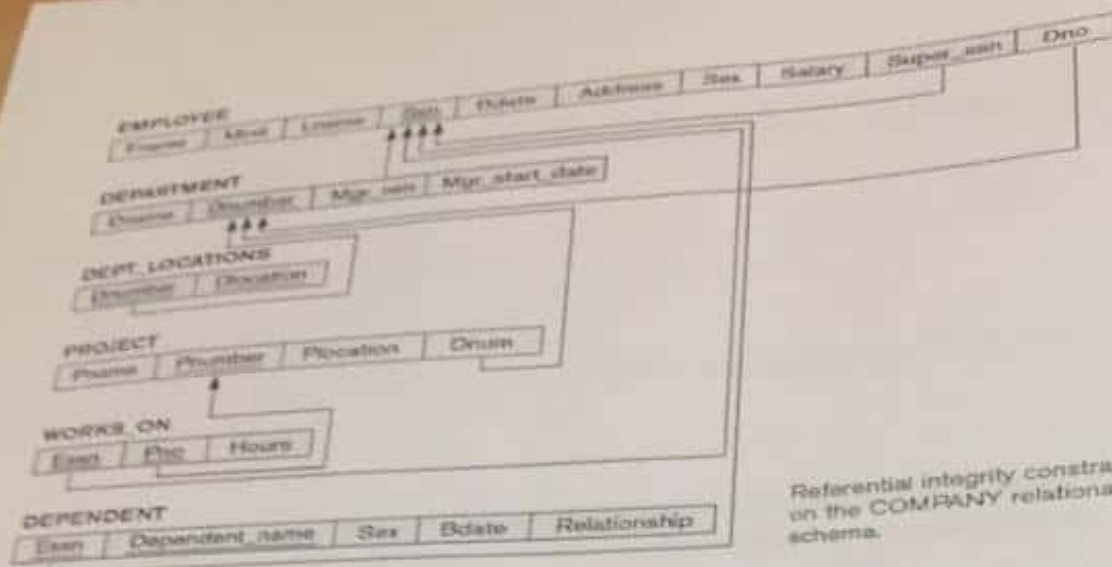 EMPLOYEE
Fname Minit Lname Ssn Bdate Address Sex Salary Super_ssn Dno
DEPARTMENT
Dname Dnumber Mgr_ssn Mgr_start_date
DEPT_LOCATIONS
Dnumber Dlocation
PROJECT
Pname Pnumber Plocation Dnum
WORKS_ON
Essn Pno Hours
DEPENDENT
Essn Dependent_name Sex Bdate Relationship
Referential integrity constra
on the COMPANY relationa
schema.